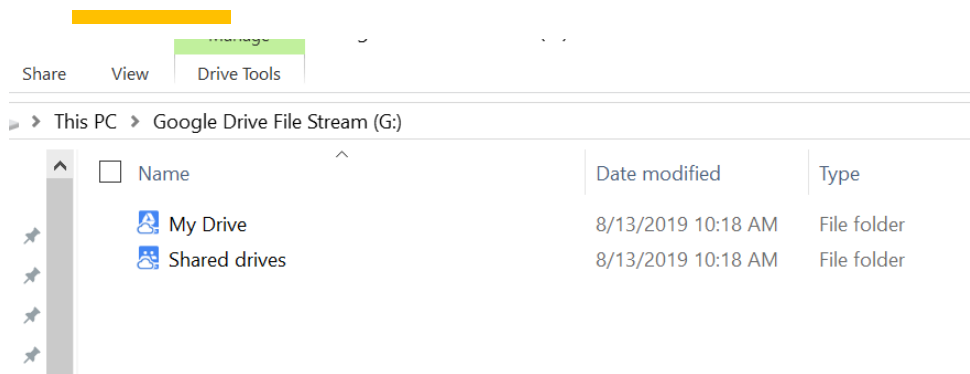 Share View Drive Tools
This PC > Google Drive File Stream (G:)
Name Date modified Type
My Drive 8/13/2019 10:18 AM File folder
Shared drives 8/13/2019 10:18 AM File folder